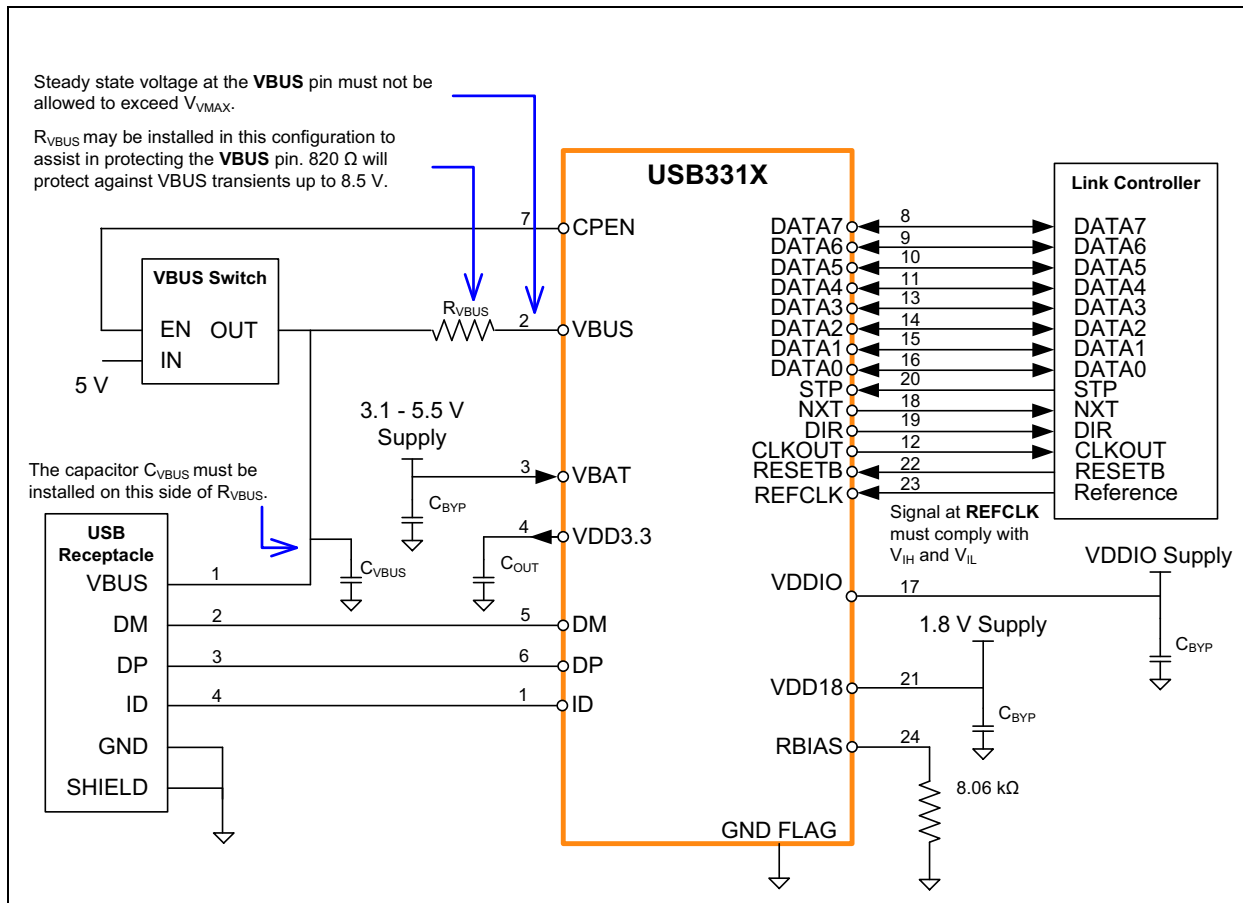 Steady state voltage at the VBUS pin must not be
allowed to exceed VVMAX.
RVBUS may be installed in this configuration to
assist in protecting the VBUS pin. 820 Ω will
protect against VBUS transients up to 8.5 V.
USB331X
Link Controller
7
CPEN
VBUS Switch
EN
OUT
IN
5 V
RVBUS
2
VBUS
3.1 - 5.5 V
Supply
3
VBAT
CBYP
4
VDD3.3
COUT
The capacitor CVBUS must be
installed on this side of RVBUS.
CVBUS
USB
Receptacle
VBUS
1
DM
2
5
DM
DP
3
6
DP
ID
4
1
ID
GND
SHIELD
DATA7
8
DATA7
DATA6
9
DATA6
DATA5
10
DATA5
DATA4
11
DATA4
DATA3
13
DATA3
DATA2
14
DATA2
DATA1
15
DATA1
DATA0
16
DATA0
STP
20
STP
NXT
18
NXT
DIR
19
DIR
CLKOUT
12
CLKOUT
RESETB
22
RESETB
REFCLK
23
Reference
Signal at REFCLK
must comply with
VIH and VIL
VDDIO Supply
VDDIO
17
CBYP
1.8 V Supply
VDD18
21
CBYP
RBIAS
24
8.06 kΩ
GND FLAG